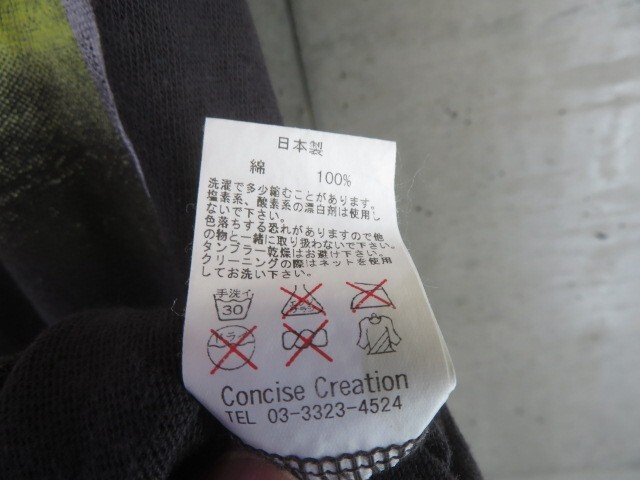 日本製
綿 100%
洗濯で多少縮むことがあります。
塩素系、酸素系の漂白剤は使用し
ないで下さい。
色落ちする恐れがありますので他
の物と一緒に取り扱わないで下さい。
タンブラー乾燥はお避け下さい。
クリーニングの際はネットを使用
してお洗い下さい。
手洗イ
30
Concise Creation
TEL 03-3323-4524